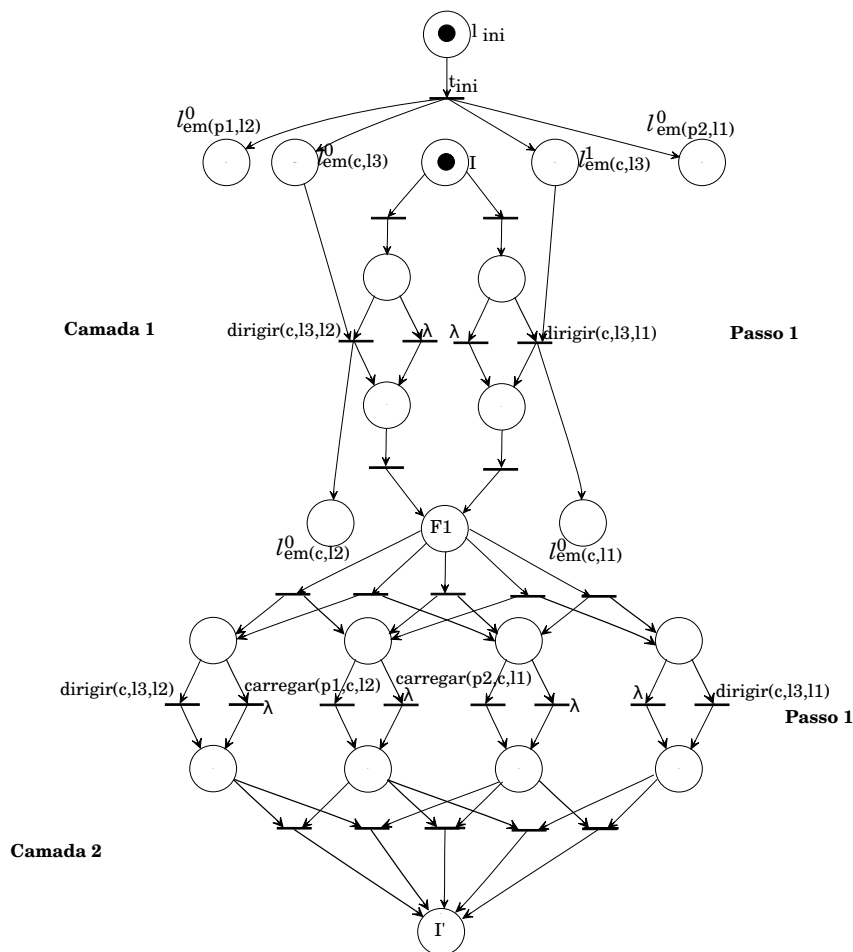 l ini
t ini
l⁰em(p1,l2)
l⁰em(c,l3)
I
l¹em(c,l3)
l⁰em(p2,l1)
Camada 1
dirigir(c,l3,l2)
λ
λ
dirigir(c,l3,l1)
Passo 1
l⁰em(c,l2)
F1
l⁰em(c,l1)
dirigir(c,l3,l2)
λ
carregar(p1,c,l2)
λ
carregar(p2,c,l1)
λ
λ
dirigir(c,l3,l1)
Passo 1
Camada 2
I'